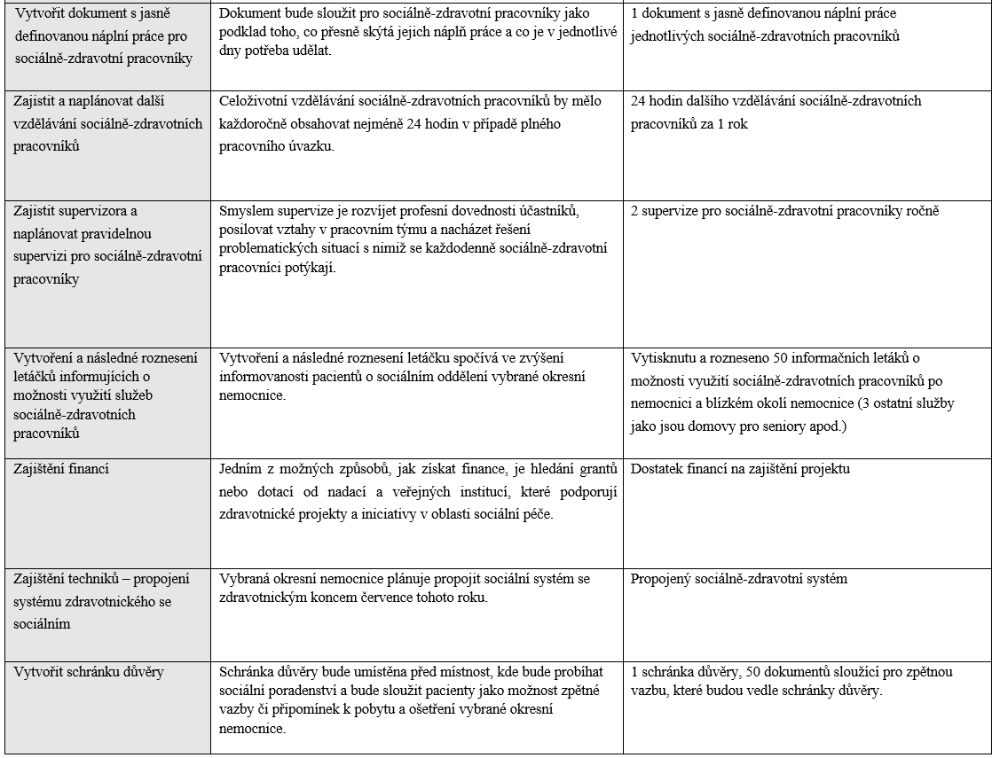 Vytvořit dokument s jasně
definovanou náplní práce pro
sociálně-zdravotní pracovníky
Dokument bude sloužit pro sociálně-zdravotní pracovníky jako
podklad toho, co přesně skýtá jejich náplň práce a co je v jednotlivé
dny potřeba udělat.
1 dokument s jasně definovanou náplní práce
jednotlivých sociálně-zdravotních pracovníků
Zajistit a naplánovat další
vzdělávání sociálně-zdravotních
pracovníků
Celoživotní vzdělávání sociálně-zdravotních pracovníků by mělo
každoročně obsahovat nejméně 24 hodin v případě plného
pracovního úvazku.
24 hodin dalšího vzdělávání sociálně-zdravotních
pracovníků za 1 rok
Zajistit supervizora a
naplánovat pravidelnou
supervizi pro sociálně-zdravotní
pracovníky
Smyslem supervize je rozvíjet profesní dovednosti účastníků,
posilovat vztahy v pracovním týmu a nacházet řešení
problematických situací s nimiž se každodenně sociálně-zdravotní
pracovníci potýkají.
2 supervize pro sociálně-zdravotní pracovníky ročně
Vytvoření a následné roznesení
letáčků informujících o
možnosti využití služeb
sociálně-zdravotních
pracovníků
Vytvoření a následné roznesení letáčku spočívá ve zvýšení
informovanosti pacientů o sociálním oddělení vybrané okresní
nemocnice.
Vytisknutu a rozneseno 50 informačních letáků o
možnosti využití sociálně-zdravotních pracovníků po
nemocnici a blízkém okolí nemocnice (3 ostatní služby
jako jsou domovy pro seniory apod.)
Zajištění financí
Jedním z možných způsobů, jak získat finance, je hledání grantů
nebo dotací od nadací a veřejných institucí, které podporují
zdravotnické projekty a iniciativy v oblasti sociální péče.
Dostatek financí na zajištění projektu
Zajištění techniků – propojení
systému zdravotnického se
sociálním
Vybraná okresní nemocnice plánuje propojit sociální systém se
zdravotnickým koncem července tohoto roku.
Propojený sociálně-zdravotní systém
Vytvořit schránku důvěry
Schránka důvěry bude umístěna před místnost, kde bude probíhat
sociální poradenství a bude sloužit pacienty jako možnost zpětné
vazby či připomínek k pobytu a ošetření vybrané okresní
nemocnice.
1 schránka důvěry, 50 dokumentů sloužící pro zpětnou
vazbu, které budou vedle schránky důvěry.